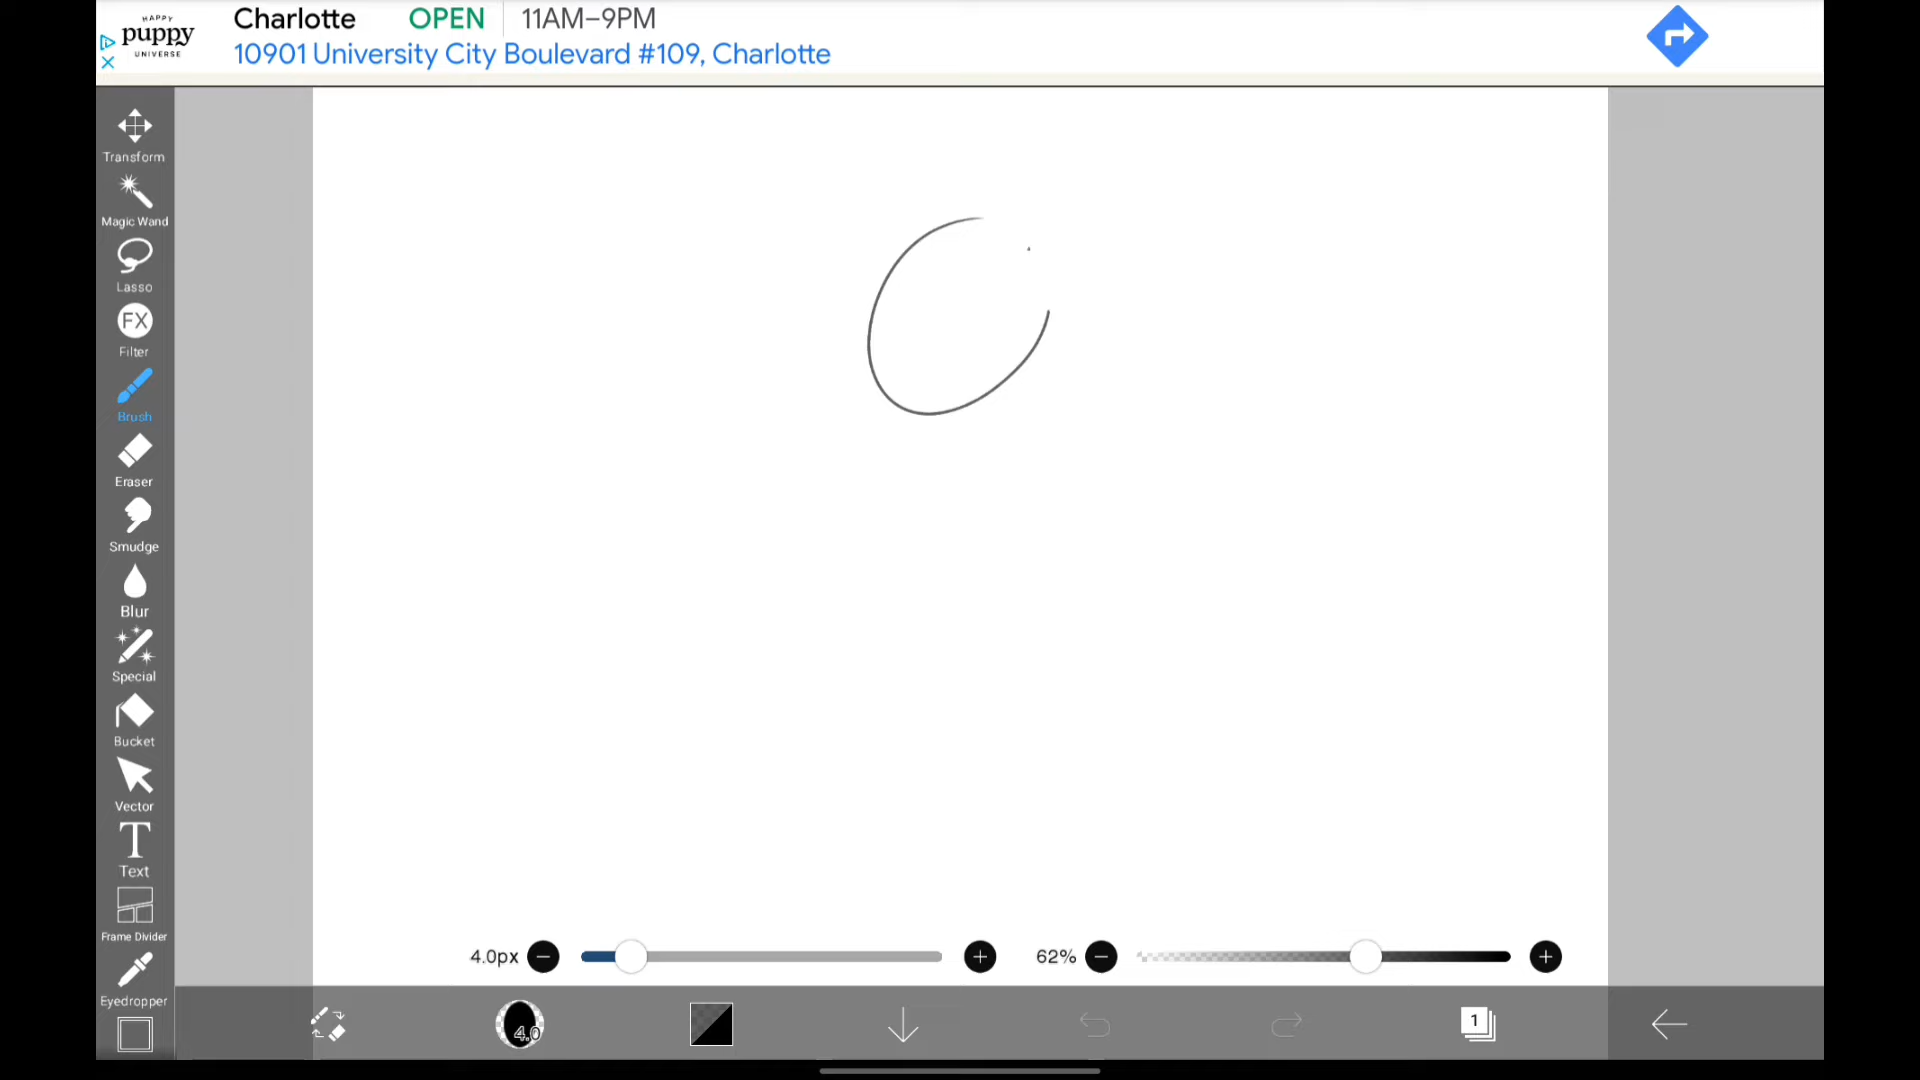 HAPPY
puppy
UNIVERSE
Charlotte OPEN 11AM–9PM
10901 University City Boulevard #109, Charlotte
Transform
Magic Wand
Lasso
FX
Filter
Brush
Eraser
Smudge
Blur
Special
Bucket
Vector
T
Text
Frame Divider
Eyedropper
4.0px
62%
4.0
1